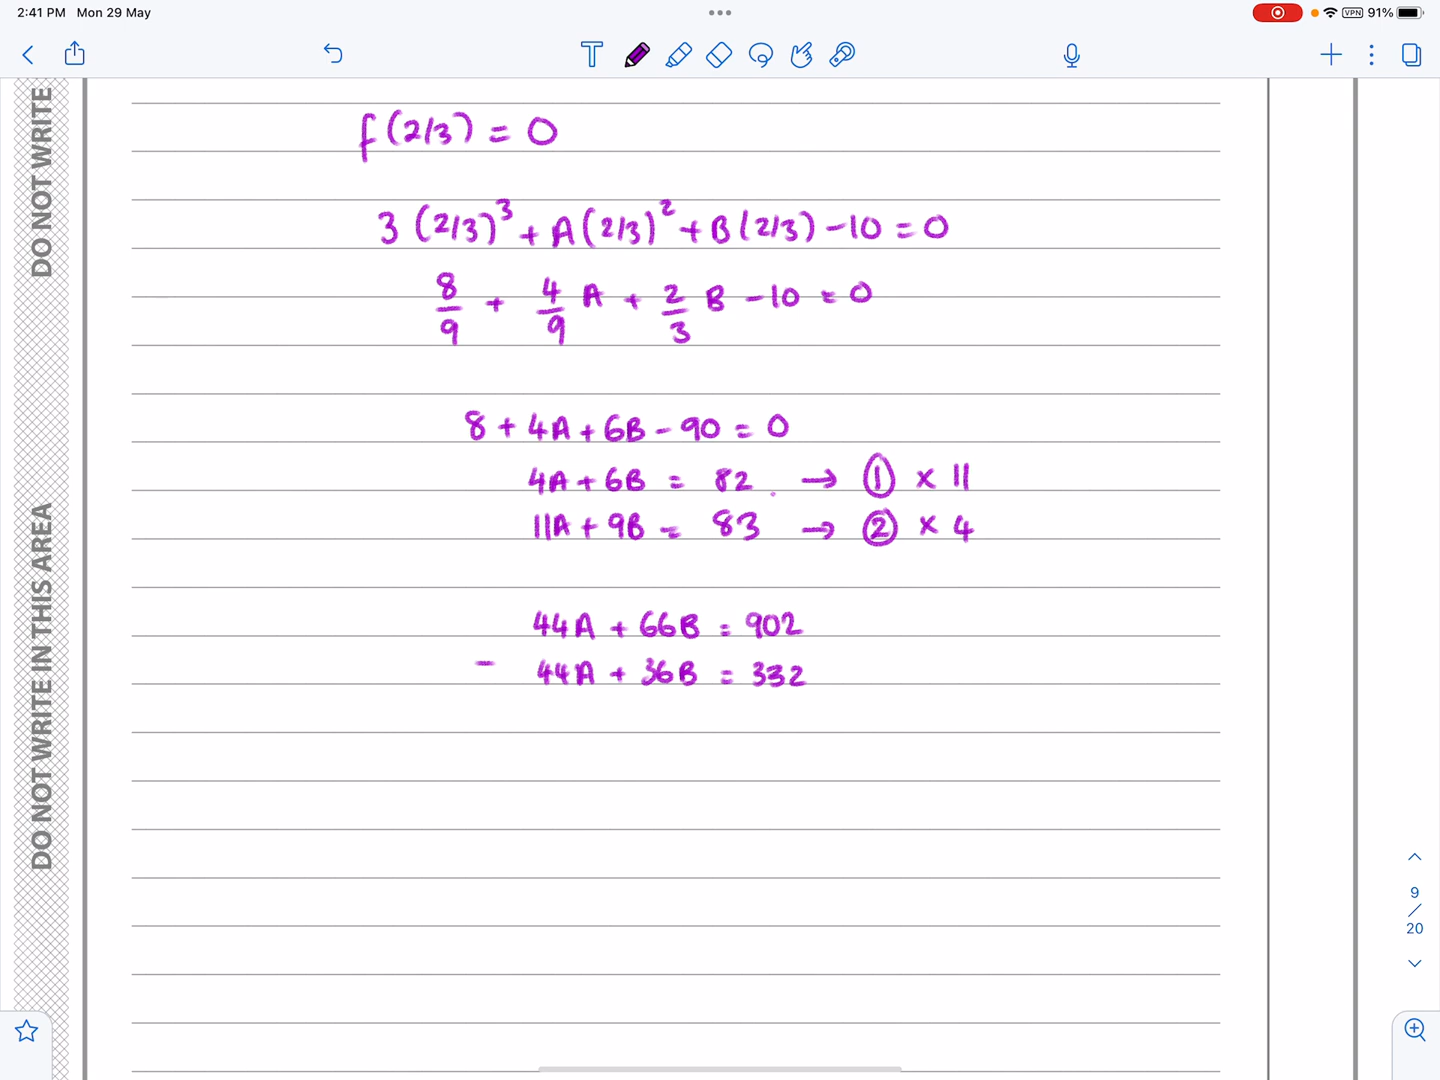 2:41 PM Mon 29 May
VPN 91%
T
DO NOT WRITE
DO NOT WRITE IN THIS AREA
f(2/3) = 0
3(2/3)³ + A(2/3)² + B(2/3) - 10 = 0
8/9 + 4/9 A + 2/3 B - 10 = 0
8 + 4A + 6B - 90 = 0
4A + 6B = 82 → ① × 11
11A + 9B = 83 → ② × 4
44A + 66B = 902
- 44A + 36B = 332
9
/
20